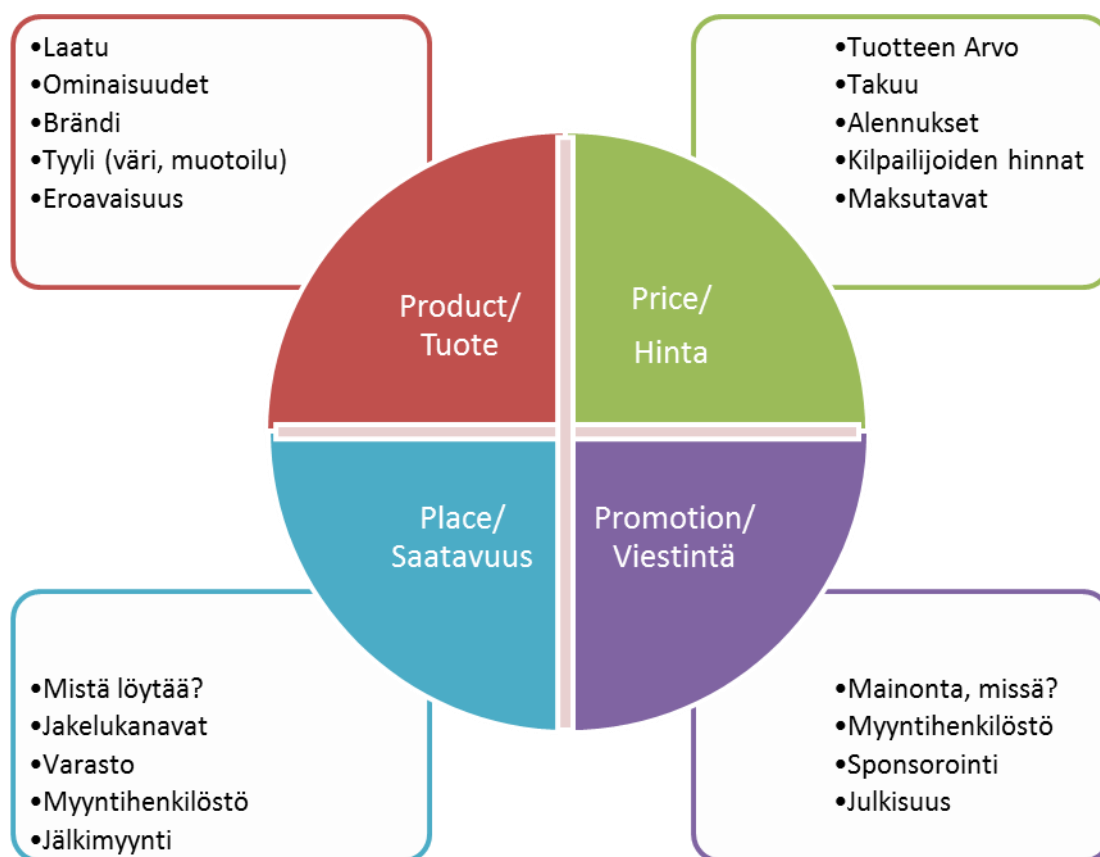 •Laatu
•Ominaisuudet
•Brändi
•Tyyli (väri, muotoilu)
•Eroavaisuus
•Tuotteen Arvo
•Takuu
•Alennukset
•Kilpailijoiden hinnat
•Maksutavat
Product/
Tuote
Price/
Hinta
Place/
Saatavuus
Promotion/
Viestintä
•Mistä löytää?
•Jakelukanavat
•Varasto
•Myyntihenkilöstö
•Jälkimyynti
•Mainonta, missä?
•Myyntihenkilöstö
•Sponsorointi
•Julkisuus